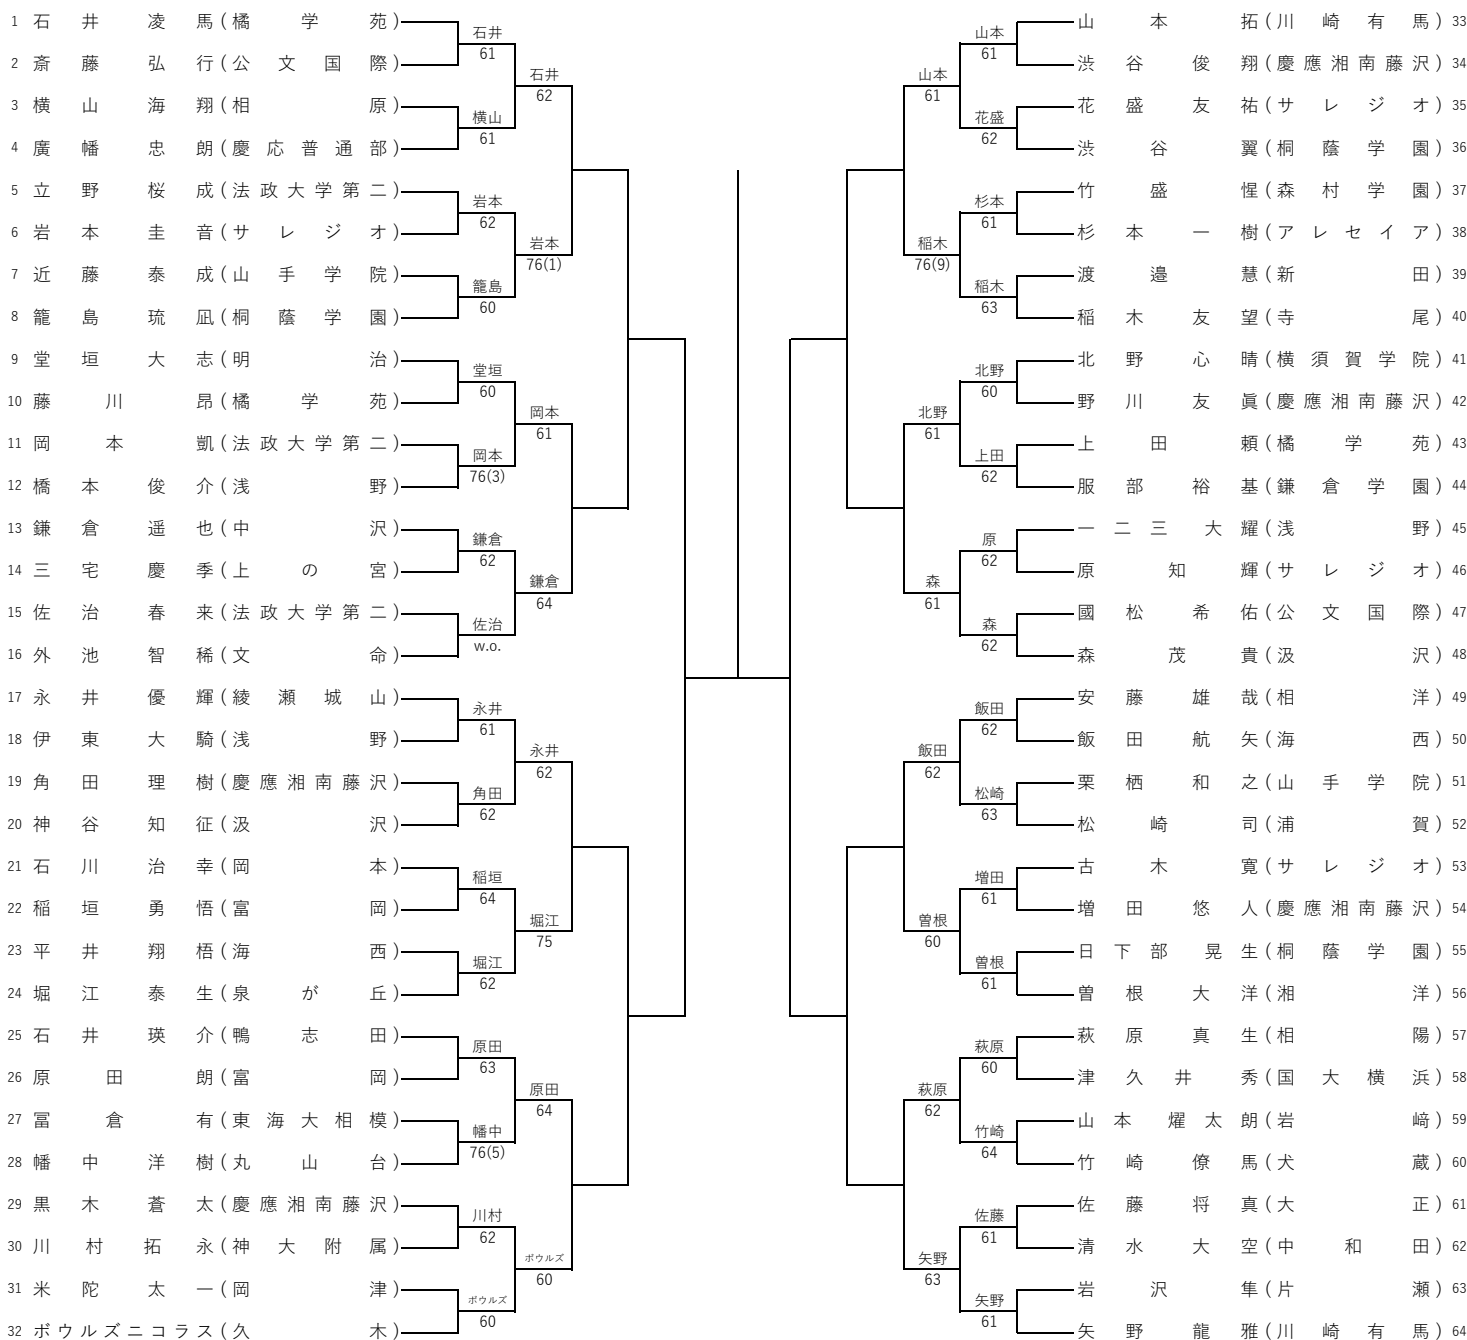 1 石井 凌馬(橘学苑)
2 斎藤 弘行(公文国際)
3 横山 海翔(相原)
4 廣幡 忠朗(慶応普通部)
5 立野 桜成(法政大学第二)
6 岩本 圭音(サレジオ)
7 近藤 泰成(山手学院)
8 籠島 琉凪(桐蔭学園)
9 堂垣 大志(明治)
10 藤川 昂(橘学苑)
11 岡本 凱(法政大学第二)
12 橋本 俊介(浅野)
13 鎌倉 遥也(中沢)
14 三宅 慶季(上の宮)
15 佐治 春来(法政大学第二)
16 外池 智稀(文命)
17 永井 優輝(綾瀬城山)
18 伊東 大騎(浅野)
19 角田 理樹(慶應湘南藤沢)
20 神谷 知征(汲沢)
21 石川 治幸(岡本)
22 稲垣 勇悟(富岡)
23 平井 翔梧(海西)
24 堀江 泰生(泉が丘)
25 石井 瑛介(鴨志田)
26 原田 朗(富岡)
27 冨倉 有(東海大相模)
28 幡中 洋樹(丸山台)
29 黒木 蒼太(慶應湘南藤沢)
30 川村 拓永(神大附属)
31 米陀 太一(岡津)
32 ボウルズニコラス(久木)
石井
61
横山
61
岩本
62
籠島
60
堂垣
60
岡本
76(3)
鎌倉
62
佐治
w.o.
永井
61
角田
62
稲垣
64
堀江
62
原田
63
幡中
76(5)
川村
62
ボウルズ
60
石井
62
岩本
76(1)
岡本
61
鎌倉
64
永井
62
堀江
75
原田
64
ボウルズ
60
山本
61
稲木
76(9)
北野
61
森
61
飯田
62
曽根
60
萩原
62
矢野
63
山本
61
花盛
62
杉本
61
稲木
63
北野
60
上田
62
原
62
森
62
飯田
62
松崎
63
増田
61
曽根
61
萩原
60
竹崎
64
佐藤
61
矢野
61
山本 拓(川崎有馬) 33
渋谷 俊翔(慶應湘南藤沢) 34
花盛 友祐(サレジオ) 35
渋谷 翼(桐蔭学園) 36
竹盛 惺(森村学園) 37
杉本 一樹(アレセイア) 38
渡邉 慧(新田) 39
稲木 友望(寺尾) 40
北野 心晴(横須賀学院) 41
野川 友眞(慶應湘南藤沢) 42
上田 頼(橘学苑) 43
服部 裕基(鎌倉学園) 44
一二三 大耀(浅野) 45
原 知輝(サレジオ) 46
國松 希佑(公文国際) 47
森 茂貴(汲沢) 48
安藤 雄哉(相洋) 49
飯田 航矢(海西) 50
栗栖 和之(山手学院) 51
松崎 司(浦賀) 52
古木 寛(サレジオ) 53
増田 悠人(慶應湘南藤沢) 54
日下部 晃生(桐蔭学園) 55
曽根 大洋(湘洋) 56
萩原 真生(相陽) 57
津久井 秀(国大横浜) 58
山本 燿太朗(岩﨑) 59
竹崎 僚馬(犬蔵) 60
佐藤 将真(大正) 61
清水 大空(中和田) 62
岩沢 隼(片瀬) 63
矢野 龍雅(川崎有馬) 64